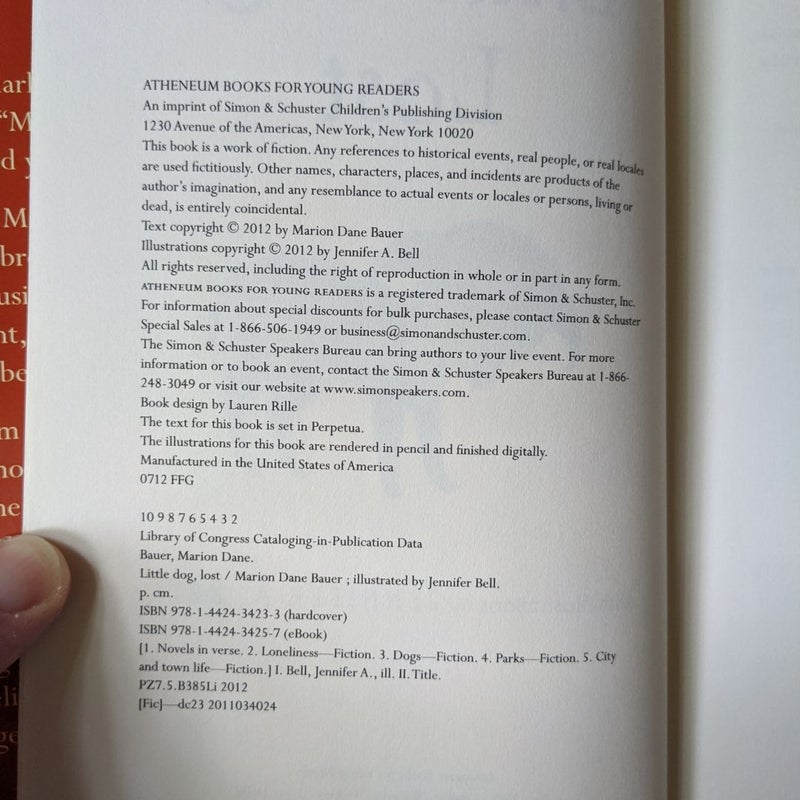 ATHENEUM BOOKS FOR YOUNG READERS
An imprint of Simon & Schuster Children's Publishing Division
1230 Avenue of the Americas, New York, New York 10020
This book is a work of fiction. Any references to historical events, real people, or real locales
are used fictitiously. Other names, characters, places, and incidents are products of the
author's imagination, and any resemblance to actual events or locales or persons, living or
dead, is entirely coincidental.
Text copyright © 2012 by Marion Dane Bauer
Illustrations copyright © 2012 by Jennifer A. Bell
All rights reserved, including the right of reproduction in whole or in part in any form.
ATHENEUM BOOKS FOR YOUNG READERS is a registered trademark of Simon & Schuster, Inc.
For information about special discounts for bulk purchases, please contact Simon & Schuster
Special Sales at 1-866-506-1949 or business@simonandschuster.com.
The Simon & Schuster Speakers Bureau can bring authors to your live event. For more
information or to book an event, contact the Simon & Schuster Speakers Bureau at 1-866-
248-3049 or visit our website at www.simonspeakers.com.
Book design by Lauren Rille
The text for this book is set in Perpetua.
The illustrations for this book are rendered in pencil and finished digitally.
Manufactured in the United States of America
0712 FFG
10 9 8 7 6 5 4 3 2
Library of Congress Cataloging-in-Publication Data
Bauer, Marion Dane.
Little dog, lost / Marion Dane Bauer ; illustrated by Jennifer Bell.
p. cm.
ISBN 978-1-4424-3423-3 (hardcover)
ISBN 978-1-4424-3425-7 (eBook)
[1. Novels in verse. 2. Loneliness—Fiction. 3. Dogs—Fiction. 4. Parks—Fiction. 5. City
and town life—Fiction.] I. Bell, Jennifer A., ill. II. Title.
PZ7.5.B385Li 2012
[Fic]—dc23 2011034024